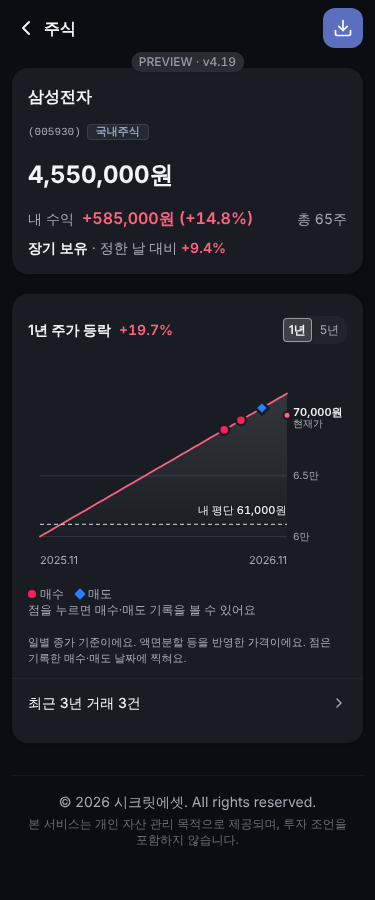 주식
PREVIEW · v4.19
삼성전자
(005930) 국내주식
4,550,000원
내 수익 +585,000원 (+14.8%) 총 65주
장기 보유 · 정한 날 대비 +9.4%
1년 주가 등락 +19.7% 1년 5년
70,000원
현재가
6.5만
내 평단 61,000원
6만
2025.11 2026.11
매수 매도
점을 누르면 매수·매도 기록을 볼 수 있어요
일별 종가 기준이에요. 액면분할 등을 반영한 가격이에요. 점은
기록한 매수·매도 날짜에 찍혀요.
최근 3년 거래 3건
© 2026 시크릿에셋. All rights reserved.
본 서비스는 개인 자산 관리 목적으로 제공되며, 투자 조언을
포함하지 않습니다.